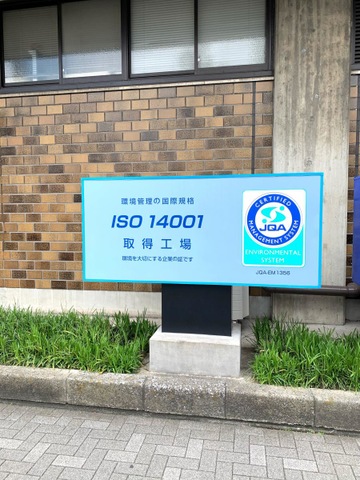 環境管理の国際規格
ISO 14001
取得工場
環境を大切にする企業の証です
CERTIFIED
MANAGEMENT SYSTEM
JQA
ENVIRONMENTAL
SYSTEM
JQA-EM1356